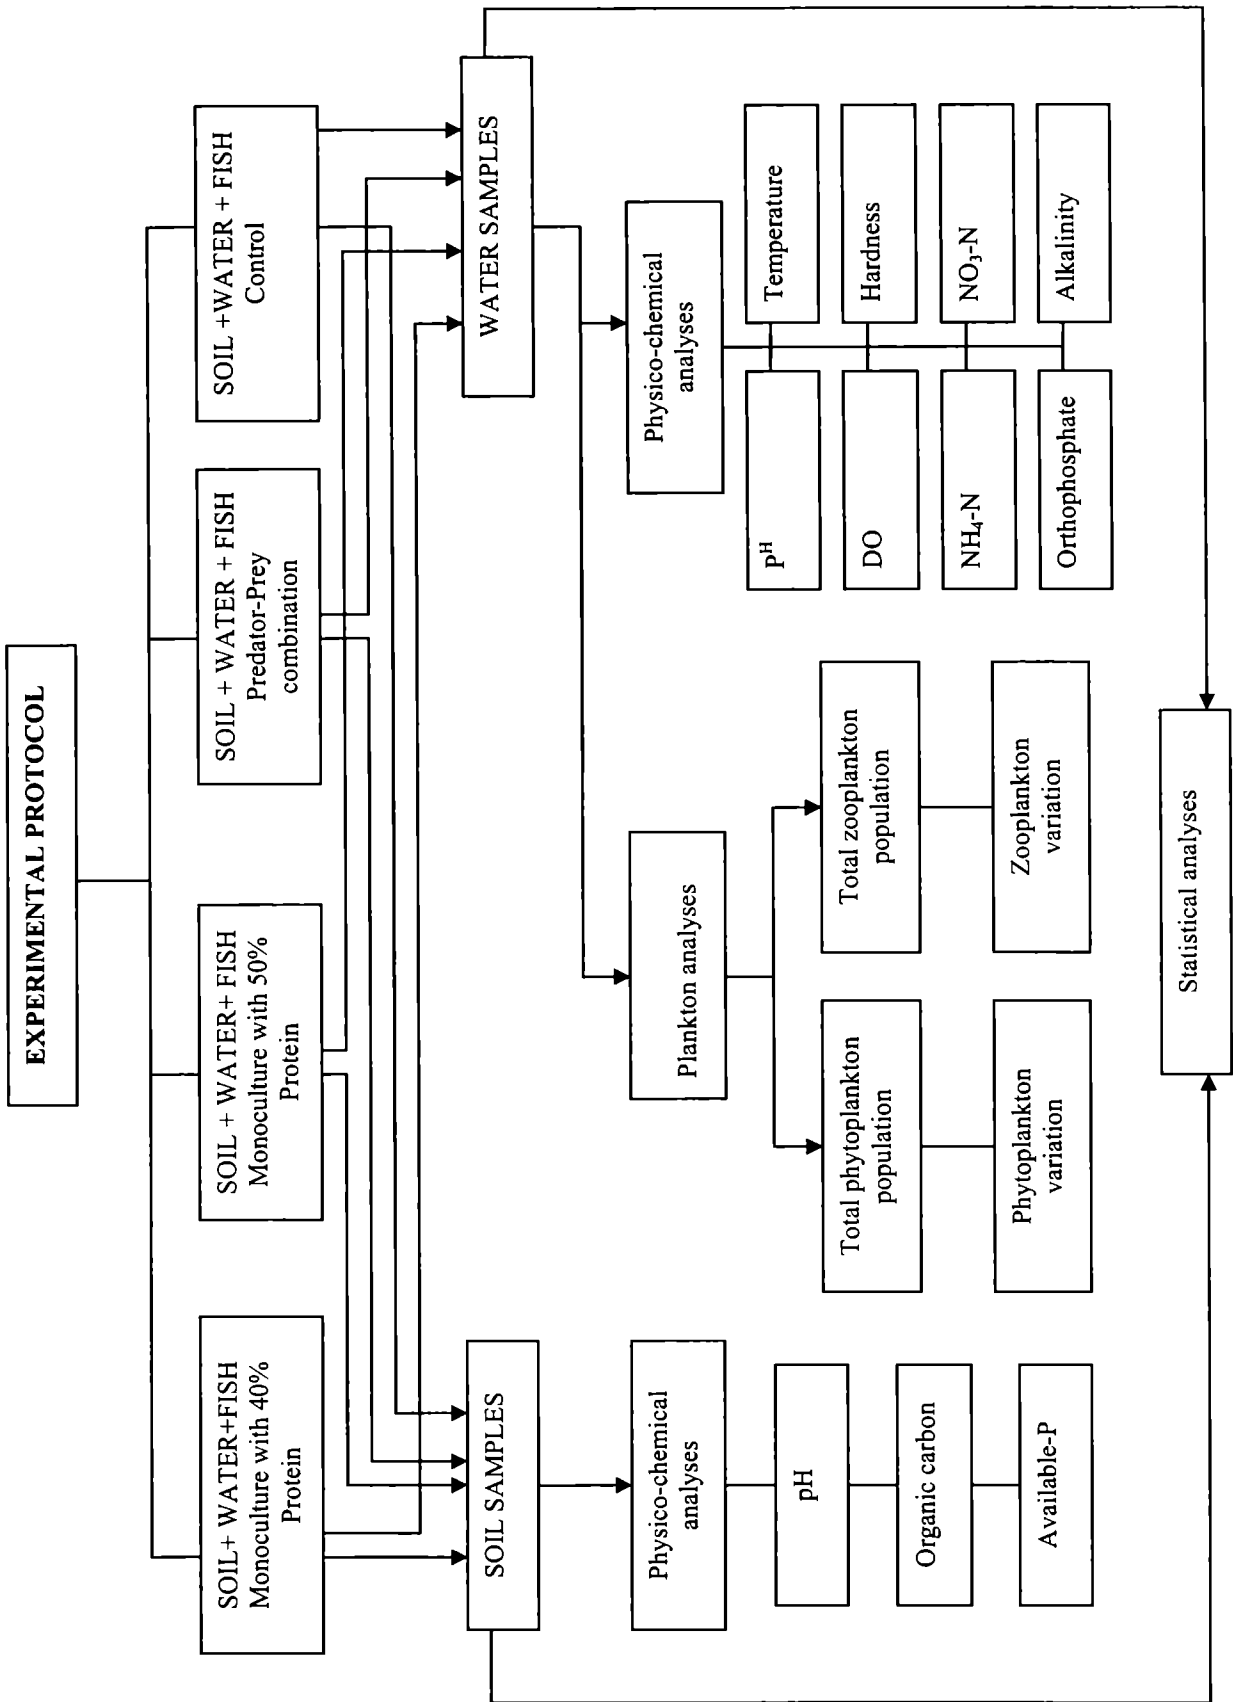 EXPERIMENTAL PROTOCOL
SOIL+ WATER+FISH
Monoculture with 40%
Protein
SOIL + WATER+ FISH
Monoculture with 50%
Protein
SOIL + WATER + FISH
Predator-Prey
combination
SOIL +WATER + FISH
Control
SOIL SAMPLES
WATER SAMPLES
Physico-chemical
analyses
Plankton analyses
Physico-chemical
analyses
pH
Organic carbon
Available-P
Total phytoplankton
population
Total zooplankton
population
Phytoplankton
variation
Zooplankton
variation
Pᴴ
Temperature
DO
Hardness
NH₄-N
NO₃-N
Orthophosphate
Alkalinity
Statistical analyses